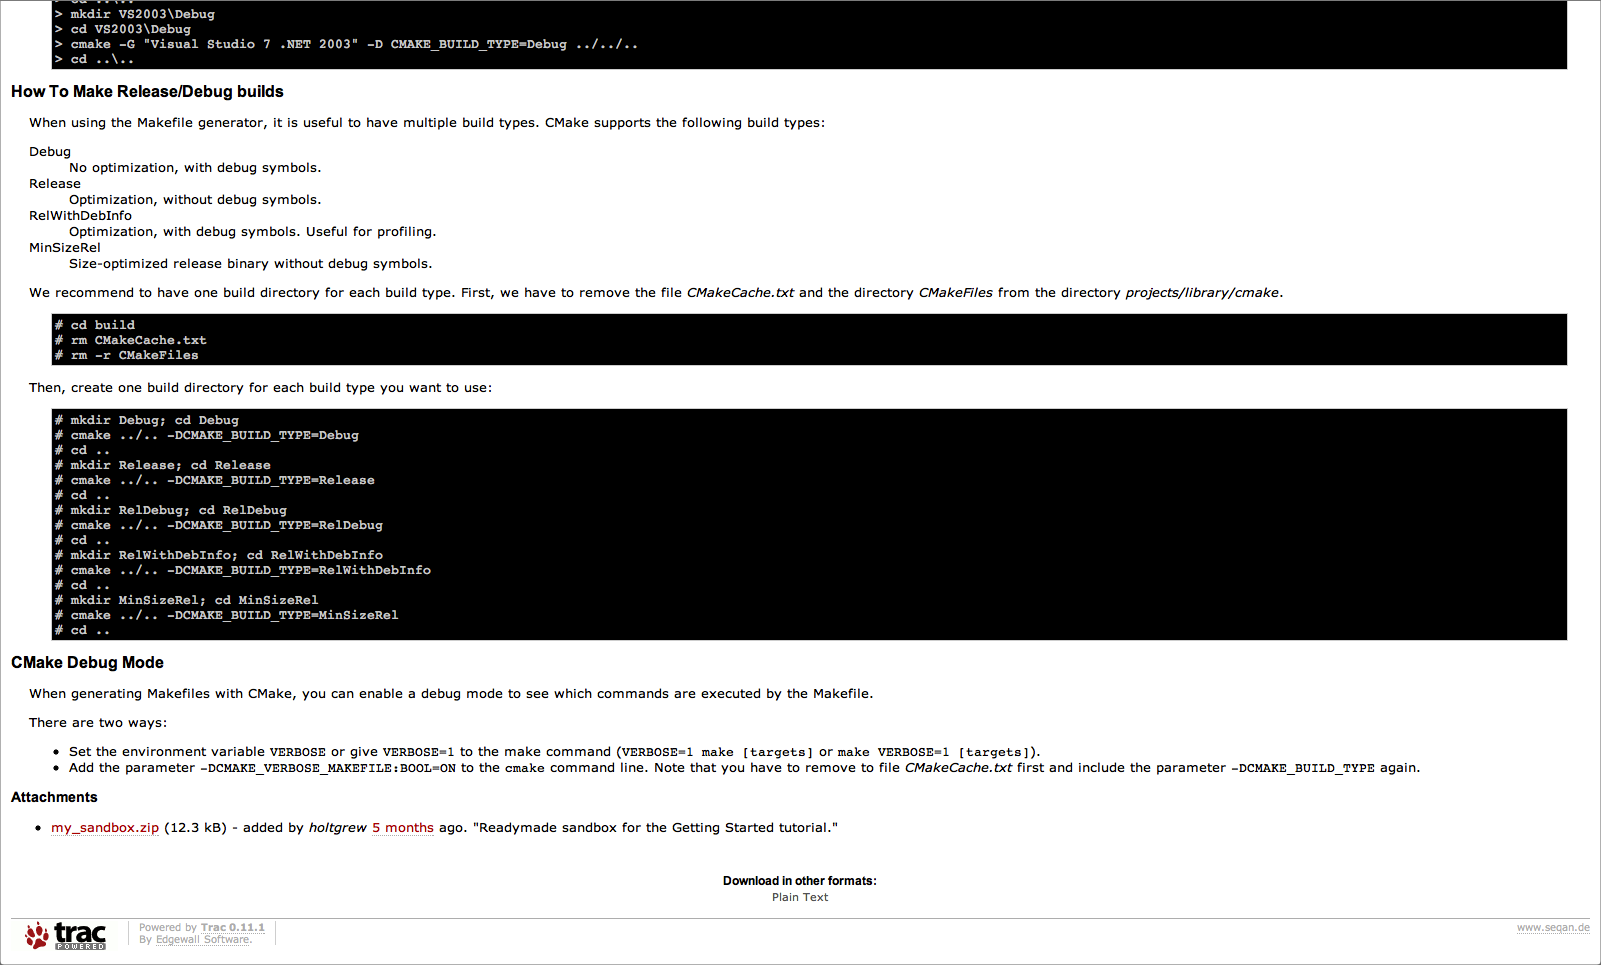 > cd ..\..
> mkdir VS2003\Debug
> cd VS2003\Debug
> cmake -G "Visual Studio 7 .NET 2003" -D CMAKE_BUILD_TYPE=Debug ../../..
> cd ..\..
How To Make Release/Debug builds
When using the Makefile generator, it is useful to have multiple build types. CMake supports the following build types:
Debug
No optimization, with debug symbols.
Release
Optimization, without debug symbols.
RelWithDebInfo
Optimization, with debug symbols. Useful for profiling.
MinSizeRel
Size-optimized release binary without debug symbols.
We recommend to have one build directory for each build type. First, we have to remove the file CMakeCache.txt and the directory CMakeFiles from the directory projects/library/cmake.
# cd build
# rm CMakeCache.txt
# rm -r CMakeFiles
Then, create one build directory for each build type you want to use:
# mkdir Debug; cd Debug
# cmake ../.. -DCMAKE_BUILD_TYPE=Debug
# cd ..
# mkdir Release; cd Release
# cmake ../.. -DCMAKE_BUILD_TYPE=Release
# cd ..
# mkdir RelDebug; cd RelDebug
# cmake ../.. -DCMAKE_BUILD_TYPE=RelDebug
# cd ..
# mkdir RelWithDebInfo; cd RelWithDebInfo
# cmake ../.. -DCMAKE_BUILD_TYPE=RelWithDebInfo
# cd ..
# mkdir MinSizeRel; cd MinSizeRel
# cmake ../.. -DCMAKE_BUILD_TYPE=MinSizeRel
# cd ..
CMake Debug Mode
When generating Makefiles with CMake, you can enable a debug mode to see which commands are executed by the Makefile.
There are two ways:
• Set the environment variable VERBOSE or give VERBOSE=1 to the make command (VERBOSE=1 make [targets] or make VERBOSE=1 [targets]).
• Add the parameter -DCMAKE_VERBOSE_MAKEFILE:BOOL=ON to the cmake command line. Note that you have to remove to file CMakeCache.txt first and include the parameter -DCMAKE_BUILD_TYPE again.
Attachments
• my_sandbox.zip (12.3 kB) - added by holtgrew 5 months ago. "Readymade sandbox for the Getting Started tutorial."
Download in other formats:
Plain Text
trac
POWERED
Powered by Trac 0.11.1
By Edgewall Software.
www.seqan.de